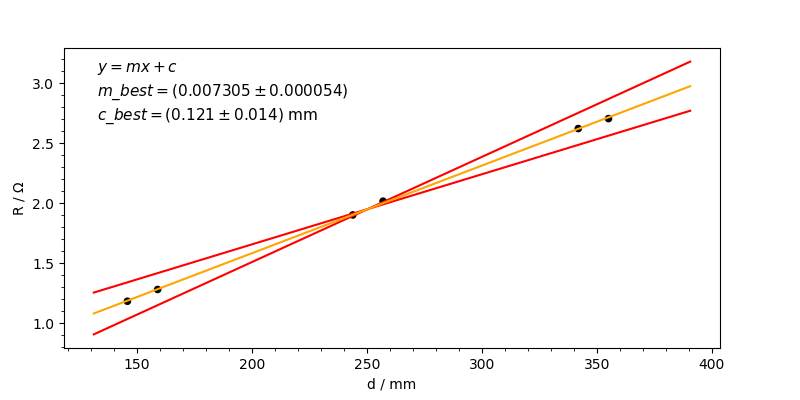 y = mx + c
m_best = (0.007305 ± 0.000054)
c_best = (0.121 ± 0.014) mm
R / Ω
3.0
2.5
2.0
1.5
1.0
150 200 250 300 350 400
d / mm